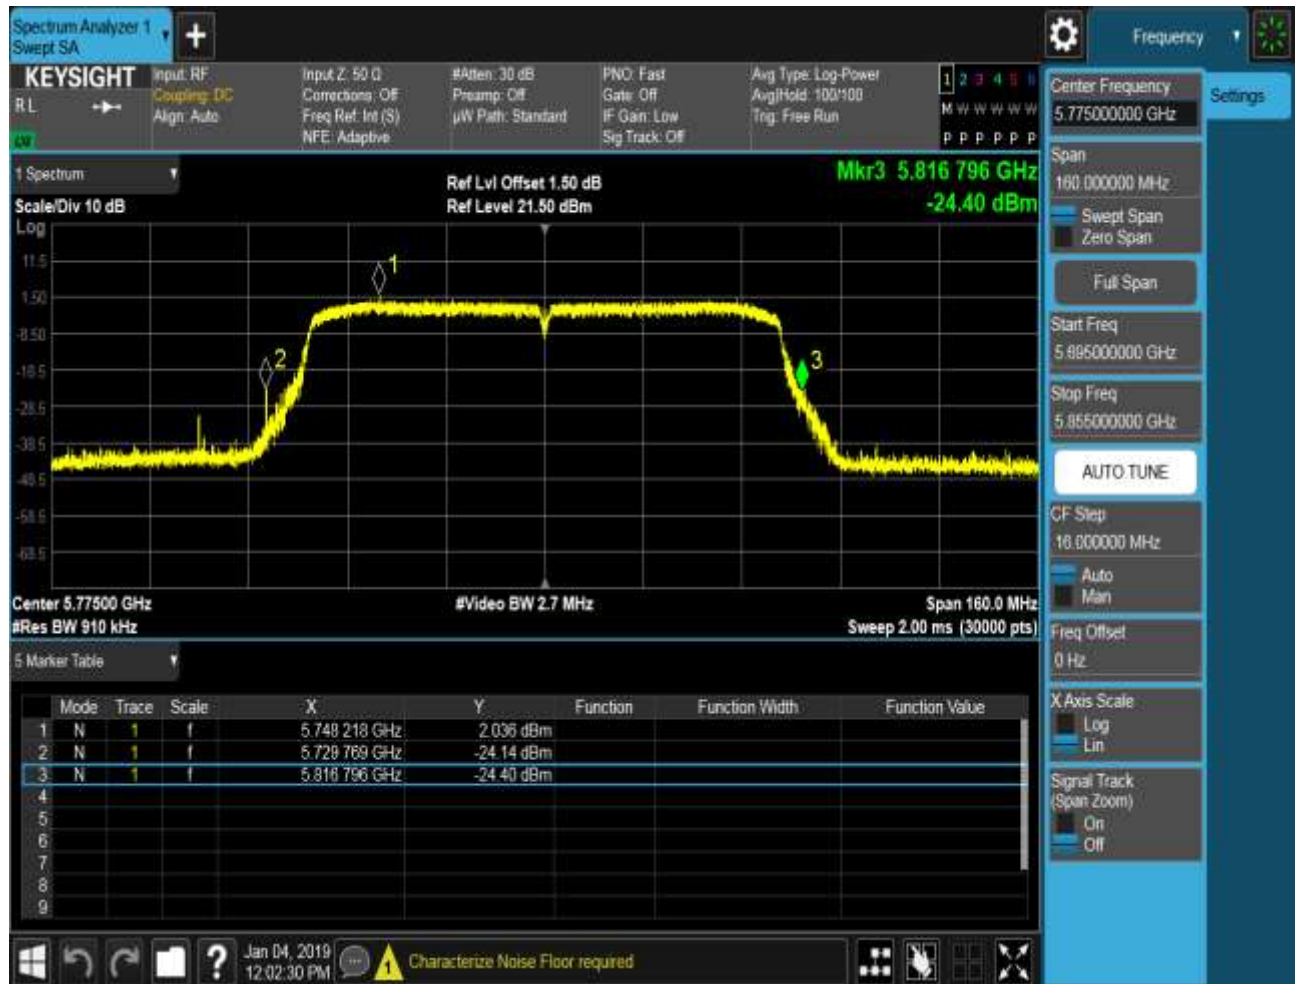 Spectrum Analyzer 1
Swept SA
+
Frequency
KEYSIGHT
RL
Input: RF
Coupling: DC
Align: Auto
Input Z: 50 Ω
Corrections: Off
Freq Ref: Int (S)
NFE: Adaptive
#Atten: 30 dB
Preamp: Off
µW Path: Standard
PNO: Fast
Gate: Off
IF Gain: Low
Sig Track: Off
Avg Type: Log-Power
Avg|Hold: 100/100
Trig: Free Run
1 2 3 4 5 6
M W W W W W
P P P P P P
1 Spectrum
Scale/Div 10 dB
Ref Lvl Offset 1.50 dB
Ref Level 21.50 dBm
Mkr3 5.816 796 GHz
-24.40 dBm
Log
11.5
1.50
-8.50
-18.5
-28.5
-38.5
-48.5
-58.5
-68.5
1
2
3
Center 5.77500 GHz
#Video BW 2.7 MHz
Span 160.0 MHz
#Res BW 910 kHz
Sweep 2.00 ms (30000 pts)
5 Marker Table
Mode Trace Scale X Y Function Function Width Function Value
1 N 1 f 5.748 218 GHz 2.036 dBm
2 N 1 f 5.729 769 GHz -24.14 dBm
3 N 1 f 5.816 796 GHz -24.40 dBm
4
5
6
7
8
9
Jan 04, 2019
12:02:30 PM
?
1
Characterize Noise Floor required
Center Frequency
5.775000000 GHz
Settings
Span
160.000000 MHz
Swept Span
Zero Span
Full Span
Start Freq
5.695000000 GHz
Stop Freq
5.855000000 GHz
AUTO TUNE
CF Step
16.000000 MHz
Auto
Man
Freq Offset
0 Hz
X Axis Scale
Log
Lin
Signal Track
(Span Zoom)
On
Off